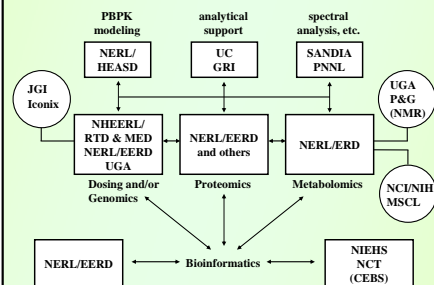 PBPK
modeling
analytical
support
spectral
analysis, etc.
NERL/
HEASD
UC
GRI
SANDIA
PNNL
JGI
Iconix
UGA
P&G
(NMR)
NHEERL/
RTD & MED
NERL/EERD
UGA
NERL/EERD
and others
NERL/ERD
NCI/NIH
MSCL
Dosing and/or
Genomics
Proteomics
Metabolomics
NERL/EERD
Bioinformatics
NIEHS
NCT
(CEBS)